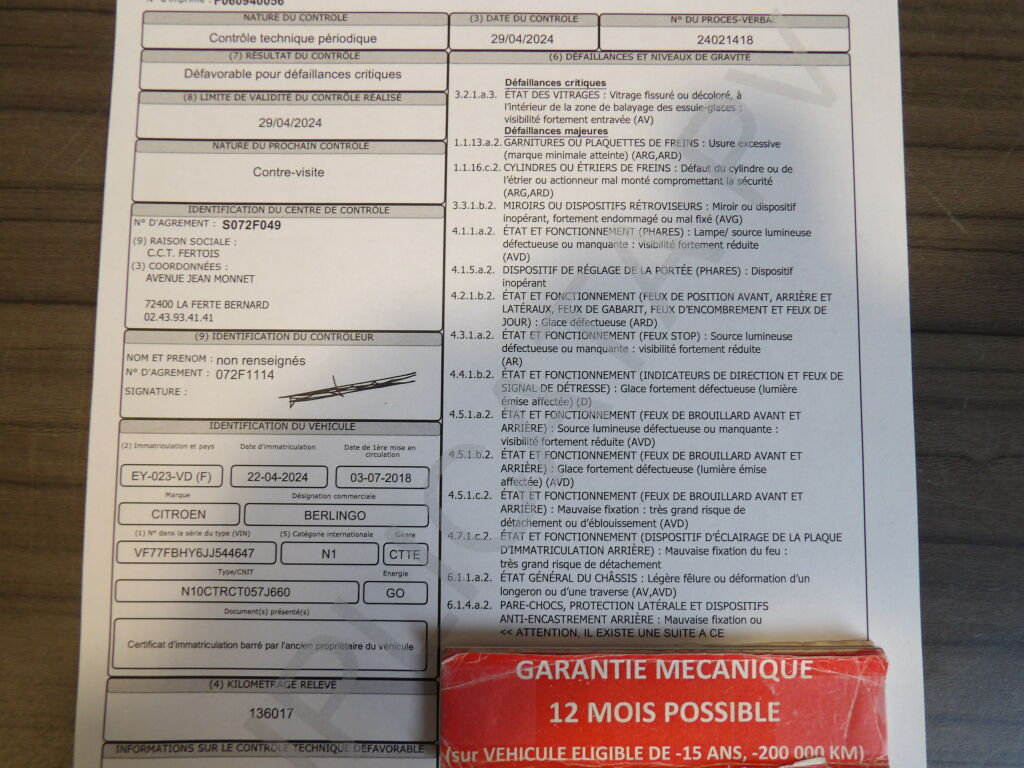 N° d'imprimé : F060940056
NATURE DU CONTRÔLE
Contrôle technique périodique
(3) DATE DU CONTRÔLE
29/04/2024
N° DU PROCES-VERBAL
24021418
(7) RÉSULTAT DU CONTRÔLE
Défavorable pour défaillances critiques
(8) LIMITE DE VALIDITÉ DU CONTRÔLE RÉALISÉ
29/04/2024
NATURE DU PROCHAIN CONTRÔLE
Contre-visite
IDENTIFICATION DU CENTRE DE CONTRÔLE
N° D'AGREMENT : S072F049
(9) RAISON SOCIALE :
C.C.T. FERTOIS
(3) COORDONNÉES :
AVENUE JEAN MONNET
72400 LA FERTE BERNARD
02.43.93.41.41
(9) IDENTIFICATION DU CONTRÔLEUR
NOM ET PRENOM : non renseignés
N° D'AGREMENT : 072F1114
SIGNATURE :
IDENTIFICATION DU VÉHICULE
(2) Immatriculation et pays
Date d'immatriculation
Date de 1ère mise en
circulation
EY-023-VD (F)
22-04-2024
03-07-2018
Marque
Désignation commerciale
CITROEN
BERLINGO
(1) N° dans la série du type (VIN)
(5) Catégorie internationale
Genre
VF77FBHY6JJ544647
N1
CTTE
Type/CNIT
Energie
N10CTRCT057J660
GO
Document(s) présenté(s)
Certificat d'immatriculation barré par l'ancien propriétaire du véhicule
(4) KILOMÉTRAGE RELEVÉ
136017
INFORMATIONS SUR LE CONTRÔLE TECHNIQUE DÉFAVORABLE
(6) DÉFAILLANCES ET NIVEAUX DE GRAVITÉ
Défaillances critiques
3.2.1.a.3. ÉTAT DES VITRAGES : Vitrage fissuré ou décoloré, à
l'intérieur de la zone de balayage des essuie-glaces :
visibilité fortement entravée (AV)
Défaillances majeures
1.1.13.a.2. GARNITURES OU PLAQUETTES DE FREINS : Usure excessive
(marque minimale atteinte) (ARG,ARD)
1.1.16.c.2. CYLINDRES OU ÉTRIERS DE FREINS : Défaut du cylindre ou de
l'étrier ou actionneur mal monté compromettant la sécurité
(ARG,ARD)
3.3.1.b.2. MIROIRS OU DISPOSITIFS RÉTROVISEURS : Miroir ou dispositif
inopérant, fortement endommagé ou mal fixé (AVG)
4.1.1.a.2. ÉTAT ET FONCTIONNEMENT (PHARES) : Lampe/ source lumineuse
défectueuse ou manquante : visibilité fortement réduite
(AVD)
4.1.5.a.2. DISPOSITIF DE RÉGLAGE DE LA PORTÉE (PHARES) : Dispositif
inopérant
4.2.1.b.2. ÉTAT ET FONCTIONNEMENT (FEUX DE POSITION AVANT, ARRIÈRE ET
LATÉRAUX, FEUX DE GABARIT, FEUX D'ENCOMBREMENT ET FEUX DE
JOUR) : Glace défectueuse (ARD)
4.3.1.a.2. ÉTAT ET FONCTIONNEMENT (FEUX STOP) : Source lumineuse
défectueuse ou manquante : visibilité fortement réduite
(AR)
4.4.1.b.2. ÉTAT ET FONCTIONNEMENT (INDICATEURS DE DIRECTION ET FEUX DE
SIGNAL DE DÉTRESSE) : Glace fortement défectueuse (lumière
émise affectée) (D)
4.5.1.a.2. ÉTAT ET FONCTIONNEMENT (FEUX DE BROUILLARD AVANT ET
ARRIÈRE) : Source lumineuse défectueuse ou manquante :
visibilité fortement réduite (AVD)
4.5.1.b.2. ÉTAT ET FONCTIONNEMENT (FEUX DE BROUILLARD AVANT ET
ARRIÈRE) : Glace fortement défectueuse (lumière émise
affectée) (AVD)
4.5.1.c.2. ÉTAT ET FONCTIONNEMENT (FEUX DE BROUILLARD AVANT ET
ARRIÈRE) : Mauvaise fixation : très grand risque de
détachement ou d'éblouissement (AVD)
4.7.1.c.2. ÉTAT ET FONCTIONNEMENT (DISPOSITIF D'ÉCLAIRAGE DE LA PLAQUE
D'IMMATRICULATION ARRIÈRE) : Mauvaise fixation du feu :
très grand risque de détachement
6.1.1.a.2. ÉTAT GÉNÉRAL DU CHÂSSIS : Légère fêlure ou déformation d'un
longeron ou d'une traverse (AV,AVD)
6.1.4.a.2. PARE-CHOCS, PROTECTION LATÉRALE ET DISPOSITIFS
ANTI-ENCASTREMENT ARRIÈRE : Mauvaise fixation ou
<< ATTENTION, IL EXISTE UNE SUITE A CE
GARANTIE MECANIQUE
12 MOIS POSSIBLE
(sur VEHICULE ELIGIBLE DE -15 ANS, -200 000 KM)